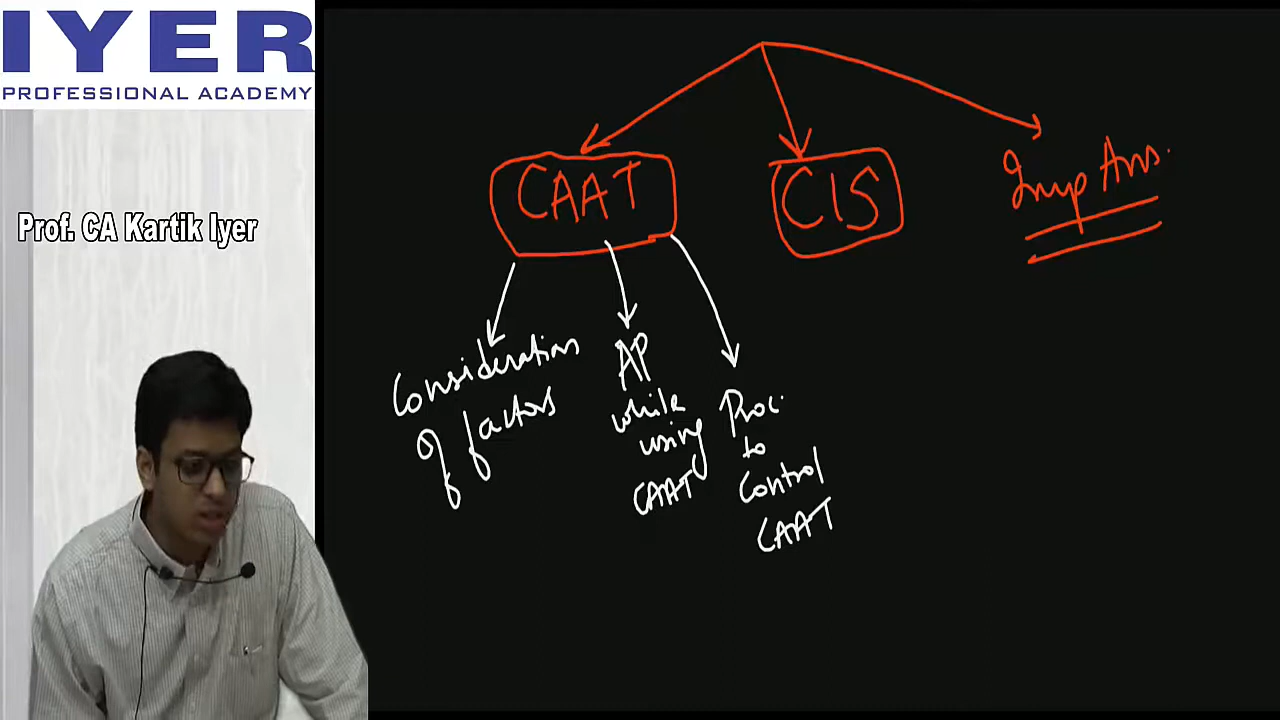 IYER
PROFESSIONAL ACADEMY
Prof. CA Kartik Iyer
CAAT
CIS
Imp Ans.
Consideration
of factors
AP
while
using
CAAT
Proc.
to
Control
CAAT